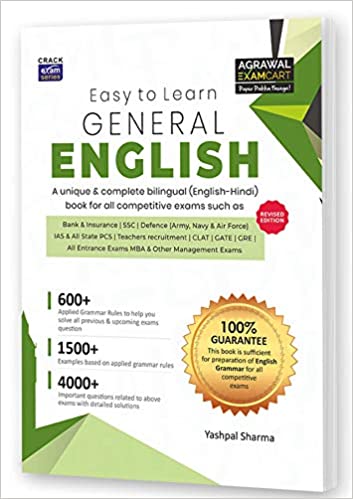 CRACK
exam
series
AGRAWAL
EXAMCART
Paper Pakka Fasega!
Easy to Learn
GENERAL
ENGLISH
A unique & complete bilingual (English-Hindi)
book for all competitive exams such as
REVISED
EDITION
Bank & Insurance | SSC | Defence (Army, Navy & Air Force)
IAS & All State PCS | Teachers recruitment | CLAT | GATE | GRE |
All Entrance Exams MBA & Other Management Exams
600+
Applied Grammar Rules to help you
solve all previous & upcoming exams
question
1500+
Examples based on applied grammar rules
4000+
Important questions related to above
exams with detailed solutions
100%
GUARANTEE
This book is sufficient
for preparation of English
Grammar for all
competitive
exams
Yashpal Sharma